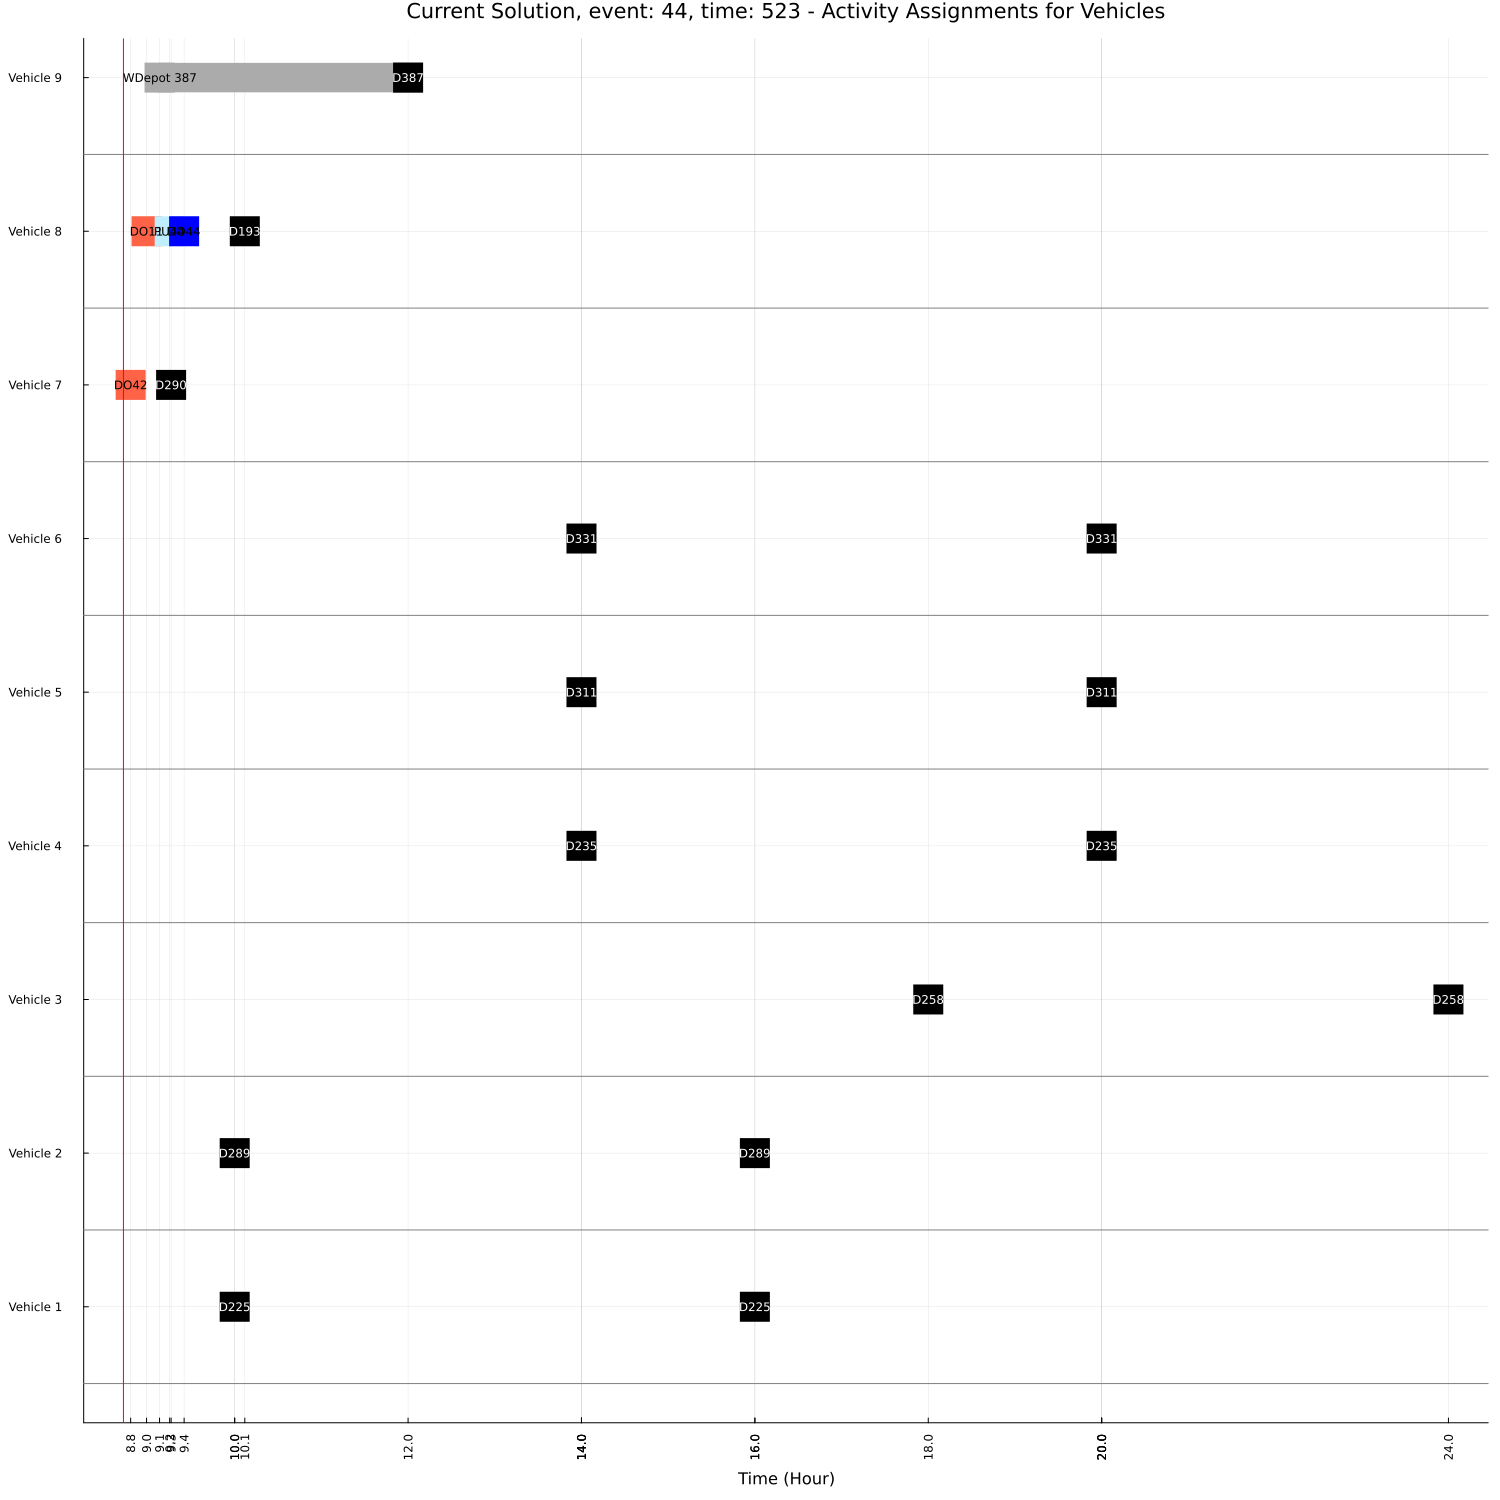 Current Solution, event: 44, time: 523 - Activity Assignments for Vehicles
Vehicle 9
WDepot 387
D387
Vehicle 8
D193
Vehicle 7
DO42
D290
Vehicle 6
D331
D331
Vehicle 5
D311
D311
Vehicle 4
D235
D235
Vehicle 3
D258
D258
Vehicle 2
D289
D289
Vehicle 1
D225
D225
8.8
9.0
9.1
9.4
10.0
10.1
12.0
14.0
16.0
18.0
20.0
24.0
Time (Hour)